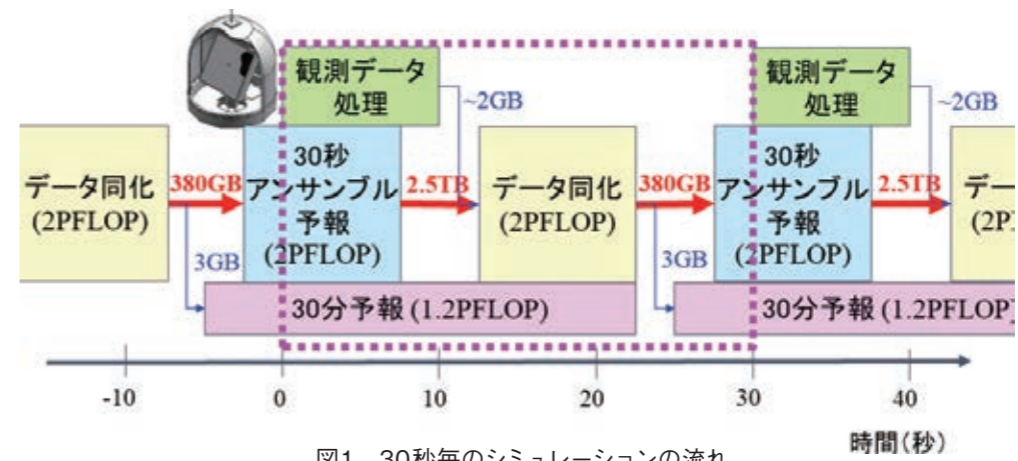 観測データ
処理
~2GB
観測データ
処理
~2GB
データ同化
(2PFLOP)
380GB
30秒
アンサンブル
予報
(2PFLOP)
2.5TB
データ同化
(2PFLOP)
380GB
30秒
アンサンブル
予報
(2PFLOP)
2.5TB
デー
(2P
3GB
3GB
30分予報 (1.2PFLOP)
30分予報 (1.2PFLOP)
-10
0
10
20
30
40
時間(秒)
図1 30秒毎のシミュレーションの流れ